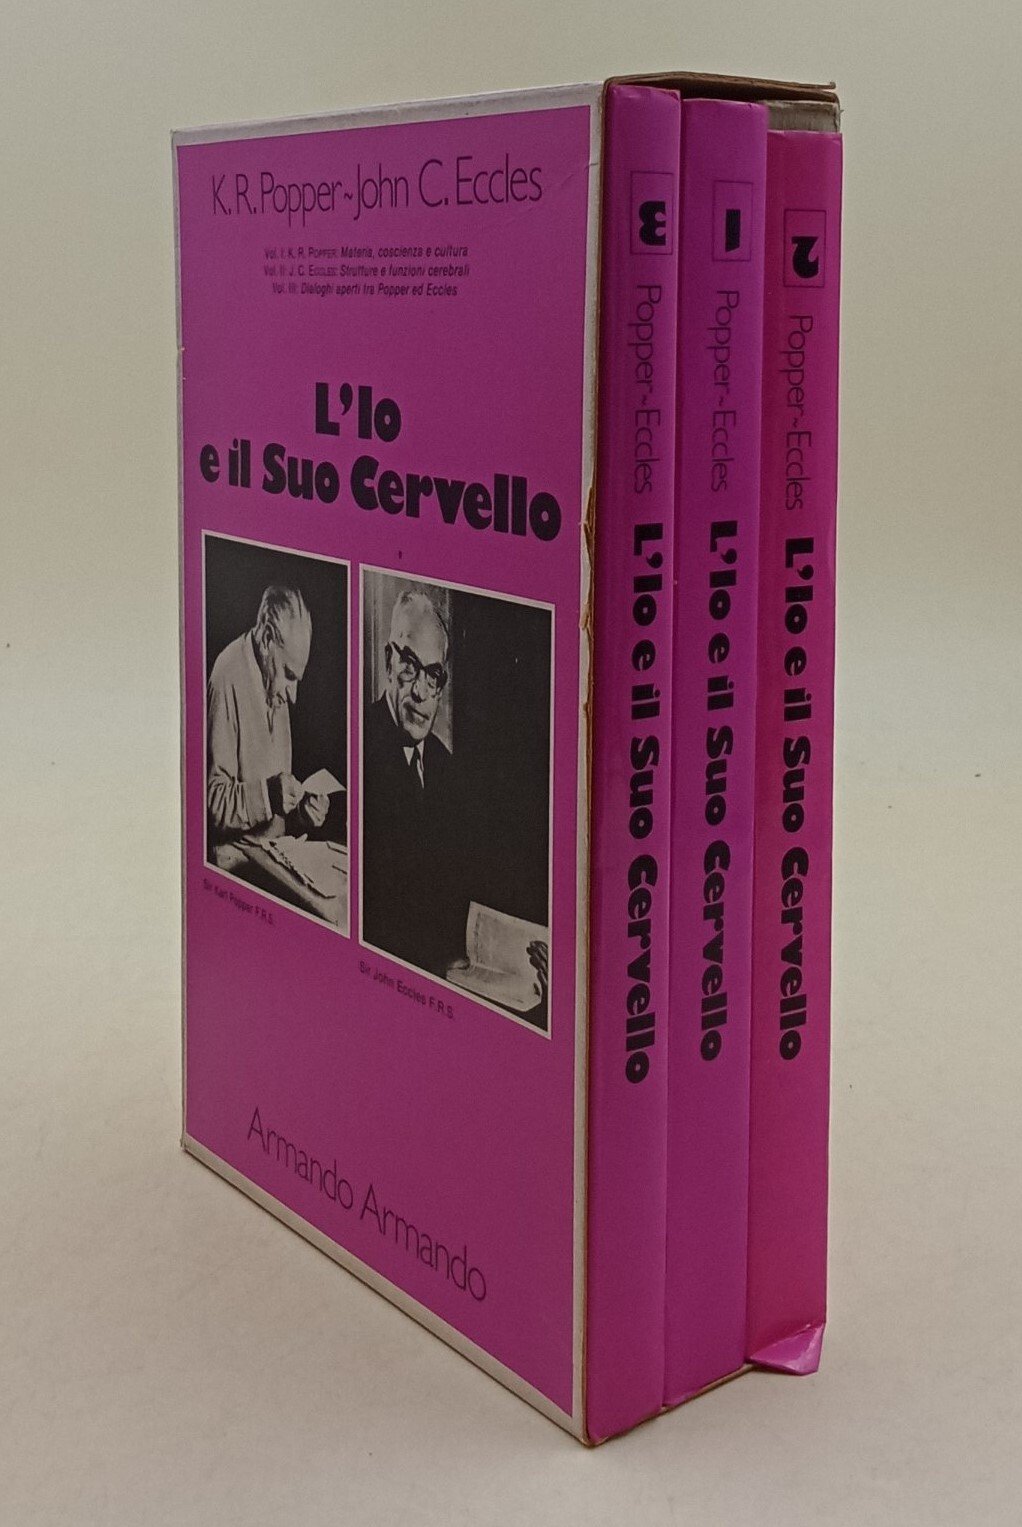 K. R. Popper~John C. Eccles
Vol. I: K. R. POPPER: Materia, coscienza e cultura
Vol. II: J. C. ECCLES: Strutture e funzioni cerebrali
Vol. III: Dialoghi aperti tra Popper ed Eccles
L'Io
e il Suo Cervello
Sir Karl Popper F.R.S.
Sir John Eccles F.R.S.
Armando Armando
3 Popper~Eccles L'Io e il Suo Cervello
1 Popper~Eccles L'Io e il Suo Cervello
2 Popper~Eccles L'Io e il Suo Cervello